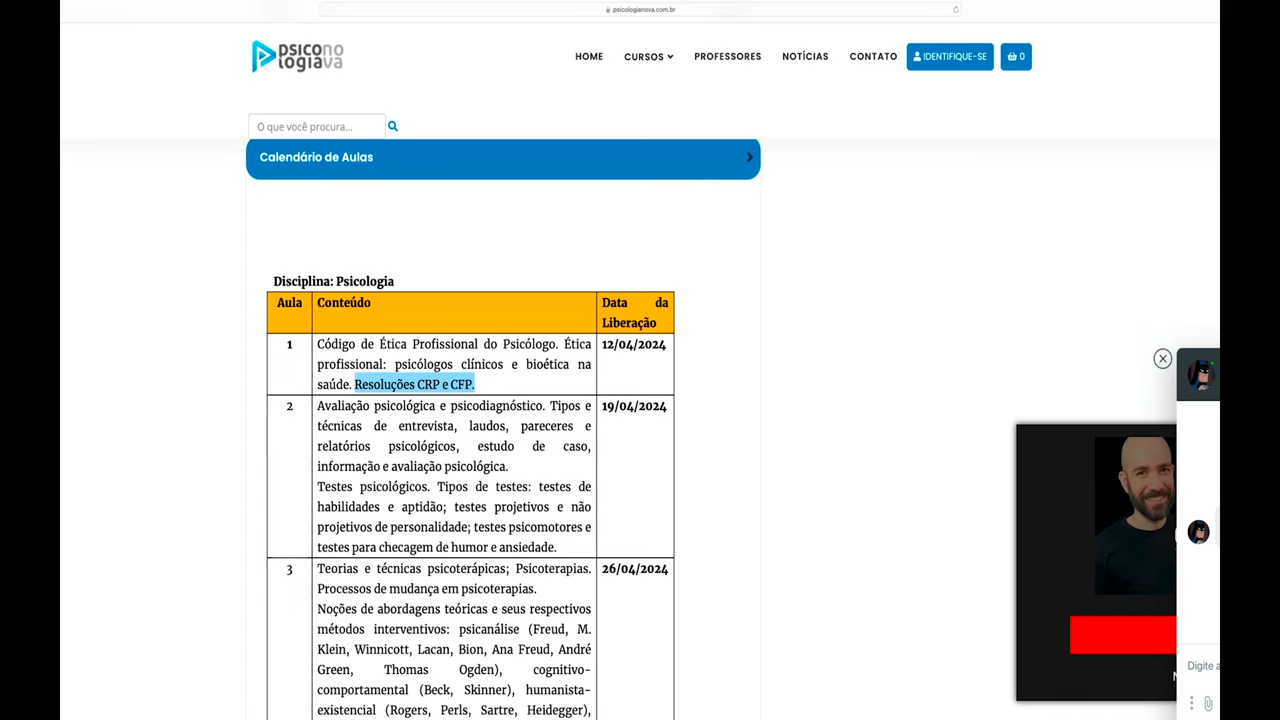 psicologianova.com.br
psicono
logiava
HOME
CURSOS
PROFESSORES
NOTÍCIAS
CONTATO
IDENTIFIQUE-SE
0
O que você procura...
Calendário de Aulas
Disciplina: Psicologia
Aula
Conteúdo
Data da
Liberação
1
Código de Ética Profissional do Psicólogo. Ética
profissional: psicólogos clínicos e bioética na
saúde. Resoluções CRP e CFP.
12/04/2024
2
Avaliação psicológica e psicodiagnóstico. Tipos e
técnicas de entrevista, laudos, pareceres e
relatórios psicológicos, estudo de caso,
informação e avaliação psicológica.
Testes psicológicos. Tipos de testes: testes de
habilidades e aptidão; testes projetivos e não
projetivos de personalidade; testes psicomotores e
testes para checagem de humor e ansiedade.
19/04/2024
3
Teorias e técnicas psicoterápicas; Psicoterapias.
Processos de mudança em psicoterapias.
Noções de abordagens teóricas e seus respectivos
métodos interventivos: psicanálise (Freud, M.
Klein, Winnicott, Lacan, Bion, Ana Freud, André
Green, Thomas Ogden), cognitivo-
comportamental (Beck, Skinner), humanista-
existencial (Rogers, Perls, Sartre, Heidegger),
26/04/2024
Digite a